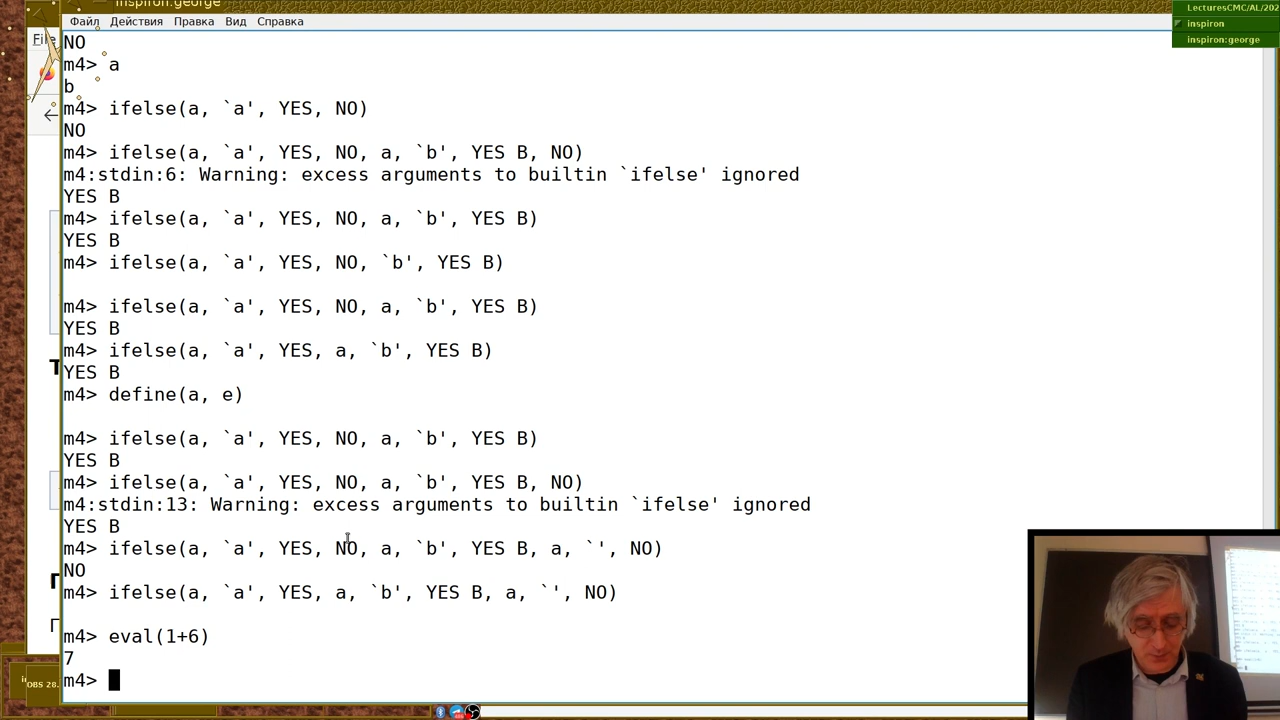 inspiron:george
LecturesCMC/AL/202
inspiron
inspiron:george
Файл Действия Правка Вид Справка
NO
m4> a
b
m4> ifelse(a, `a', YES, NO)
NO
m4> ifelse(a, `a', YES, NO, a, `b', YES B, NO)
m4:stdin:6: Warning: excess arguments to builtin `ifelse' ignored
YES B
m4> ifelse(a, `a', YES, NO, a, `b', YES B)
YES B
m4> ifelse(a, `a', YES, NO, `b', YES B)
m4> ifelse(a, `a', YES, NO, a, `b', YES B)
YES B
m4> ifelse(a, `a', YES, a, `b', YES B)
YES B
m4> define(a, e)
m4> ifelse(a, `a', YES, NO, a, `b', YES B)
YES B
m4> ifelse(a, `a', YES, NO, a, `b', YES B, NO)
m4:stdin:13: Warning: excess arguments to builtin `ifelse' ignored
YES B
m4> ifelse(a, `a', YES, NO, a, `b', YES B, a, `', NO)
NO
m4> ifelse(a, `a', YES, a, `b', YES B, a, `', NO)
m4> eval(1+6)
7
m4>
OBS 28.